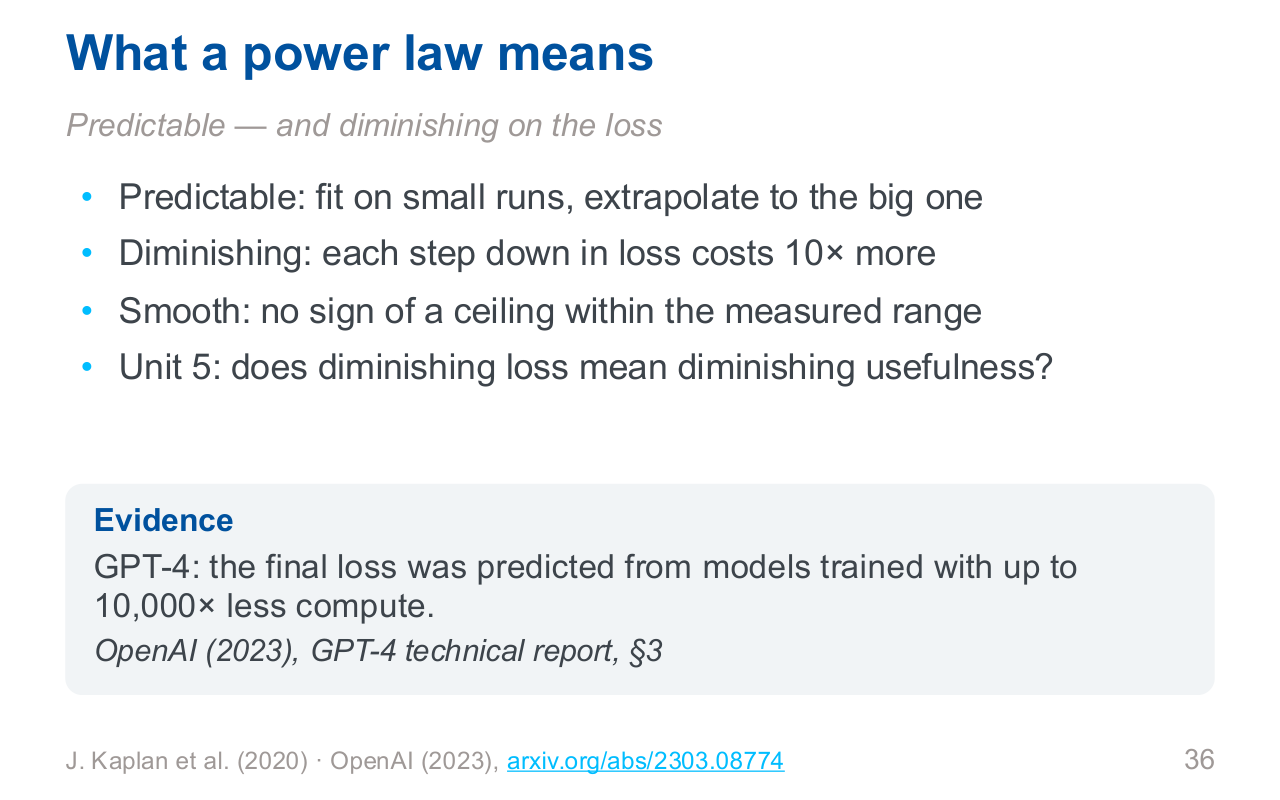 What a power law means
Predictable — and diminishing on the loss
• Predictable: fit on small runs, extrapolate to the big one
• Diminishing: each step down in loss costs 10× more
• Smooth: no sign of a ceiling within the measured range
• Unit 5: does diminishing loss mean diminishing usefulness?
Evidence
GPT-4: the final loss was predicted from models trained with up to
10,000× less compute.
OpenAI (2023), GPT-4 technical report, §3
J. Kaplan et al. (2020) · OpenAI (2023), arxiv.org/abs/2303.08774
36